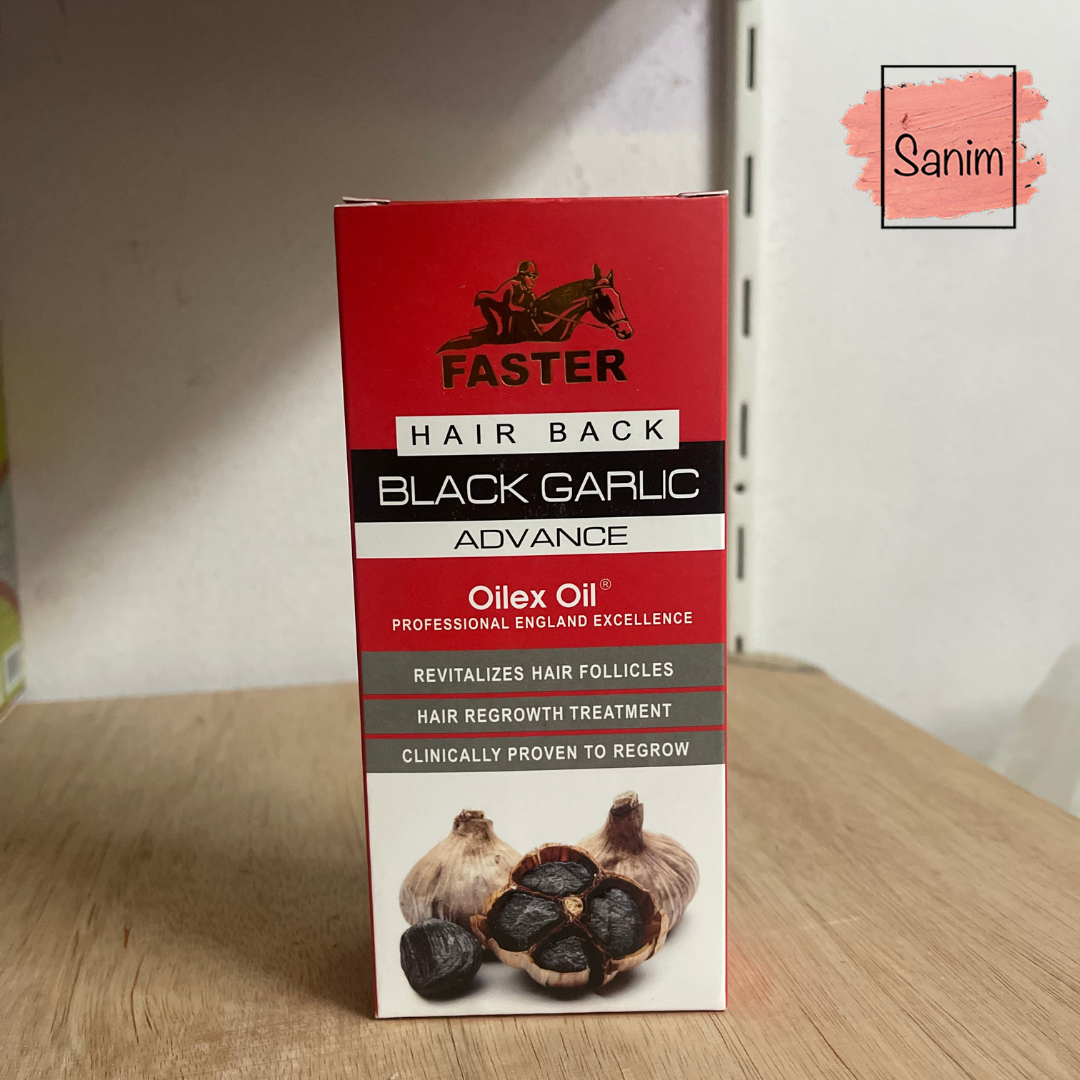 Sanim
FASTER
HAIR BACK
BLACK GARLIC
ADVANCE
Oilex Oil®
PROFESSIONAL ENGLAND EXCELLENCE
REVITALIZES HAIR FOLLICLES
HAIR REGROWTH TREATMENT
CLINICALLY PROVEN TO REGROW